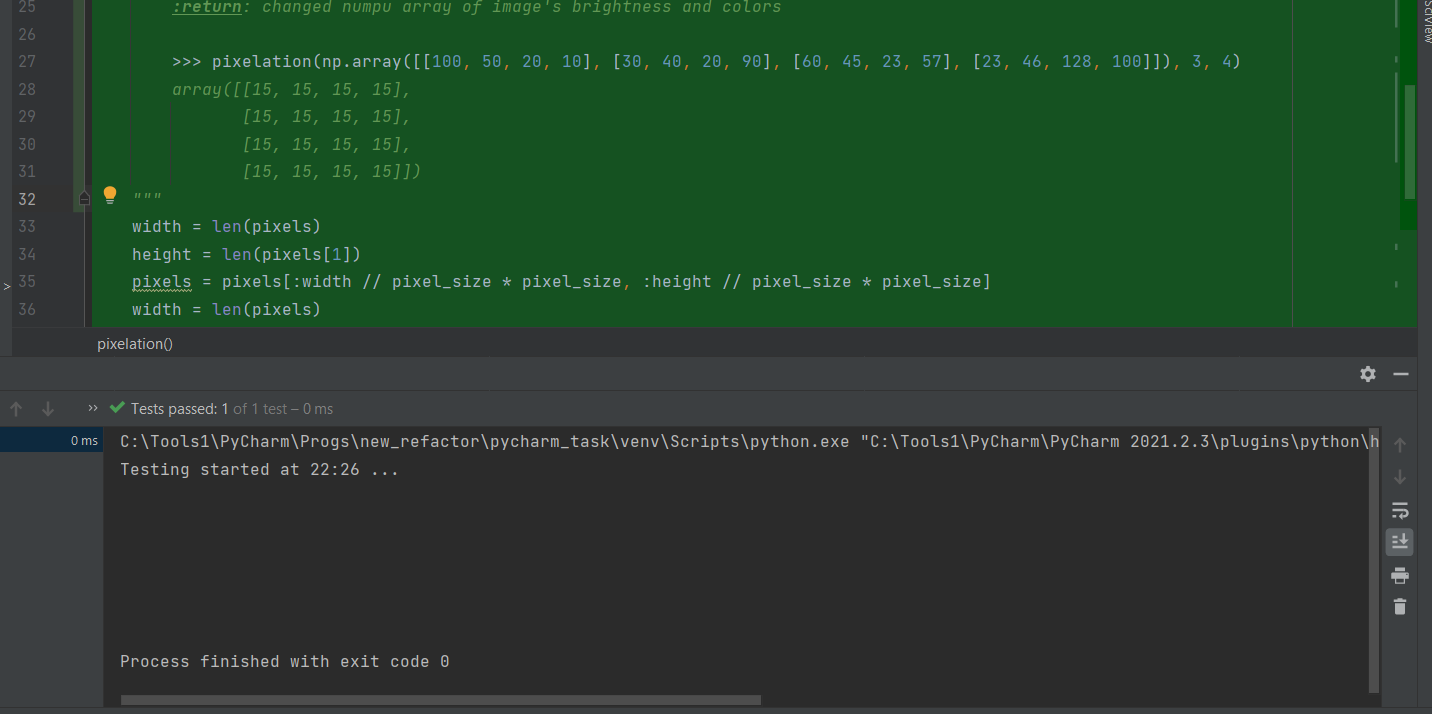 25 :return: changed numpu array of image's brightness and colors
26
27 >>> pixelation(np.array([[100, 50, 20, 10], [30, 40, 20, 90], [60, 45, 23, 57], [23, 46, 128, 100]]), 3, 4)
28 array([[15, 15, 15, 15],
29 [15, 15, 15, 15],
30 [15, 15, 15, 15],
31 [15, 15, 15, 15]])
32 """
33 width = len(pixels)
34 height = len(pixels[1])
35 pixels = pixels[:width // pixel_size * pixel_size, :height // pixel_size * pixel_size]
36 width = len(pixels)
SciView
pixelation()
>> Tests passed: 1 of 1 test – 0 ms
0 ms
C:\Tools1\PyCharm\Progs\new_refactor\pycharm_task\venv\Scripts\python.exe "C:\Tools1\PyCharm\PyCharm 2021.2.3\plugins\python\h
Testing started at 22:26 ...
Process finished with exit code 0